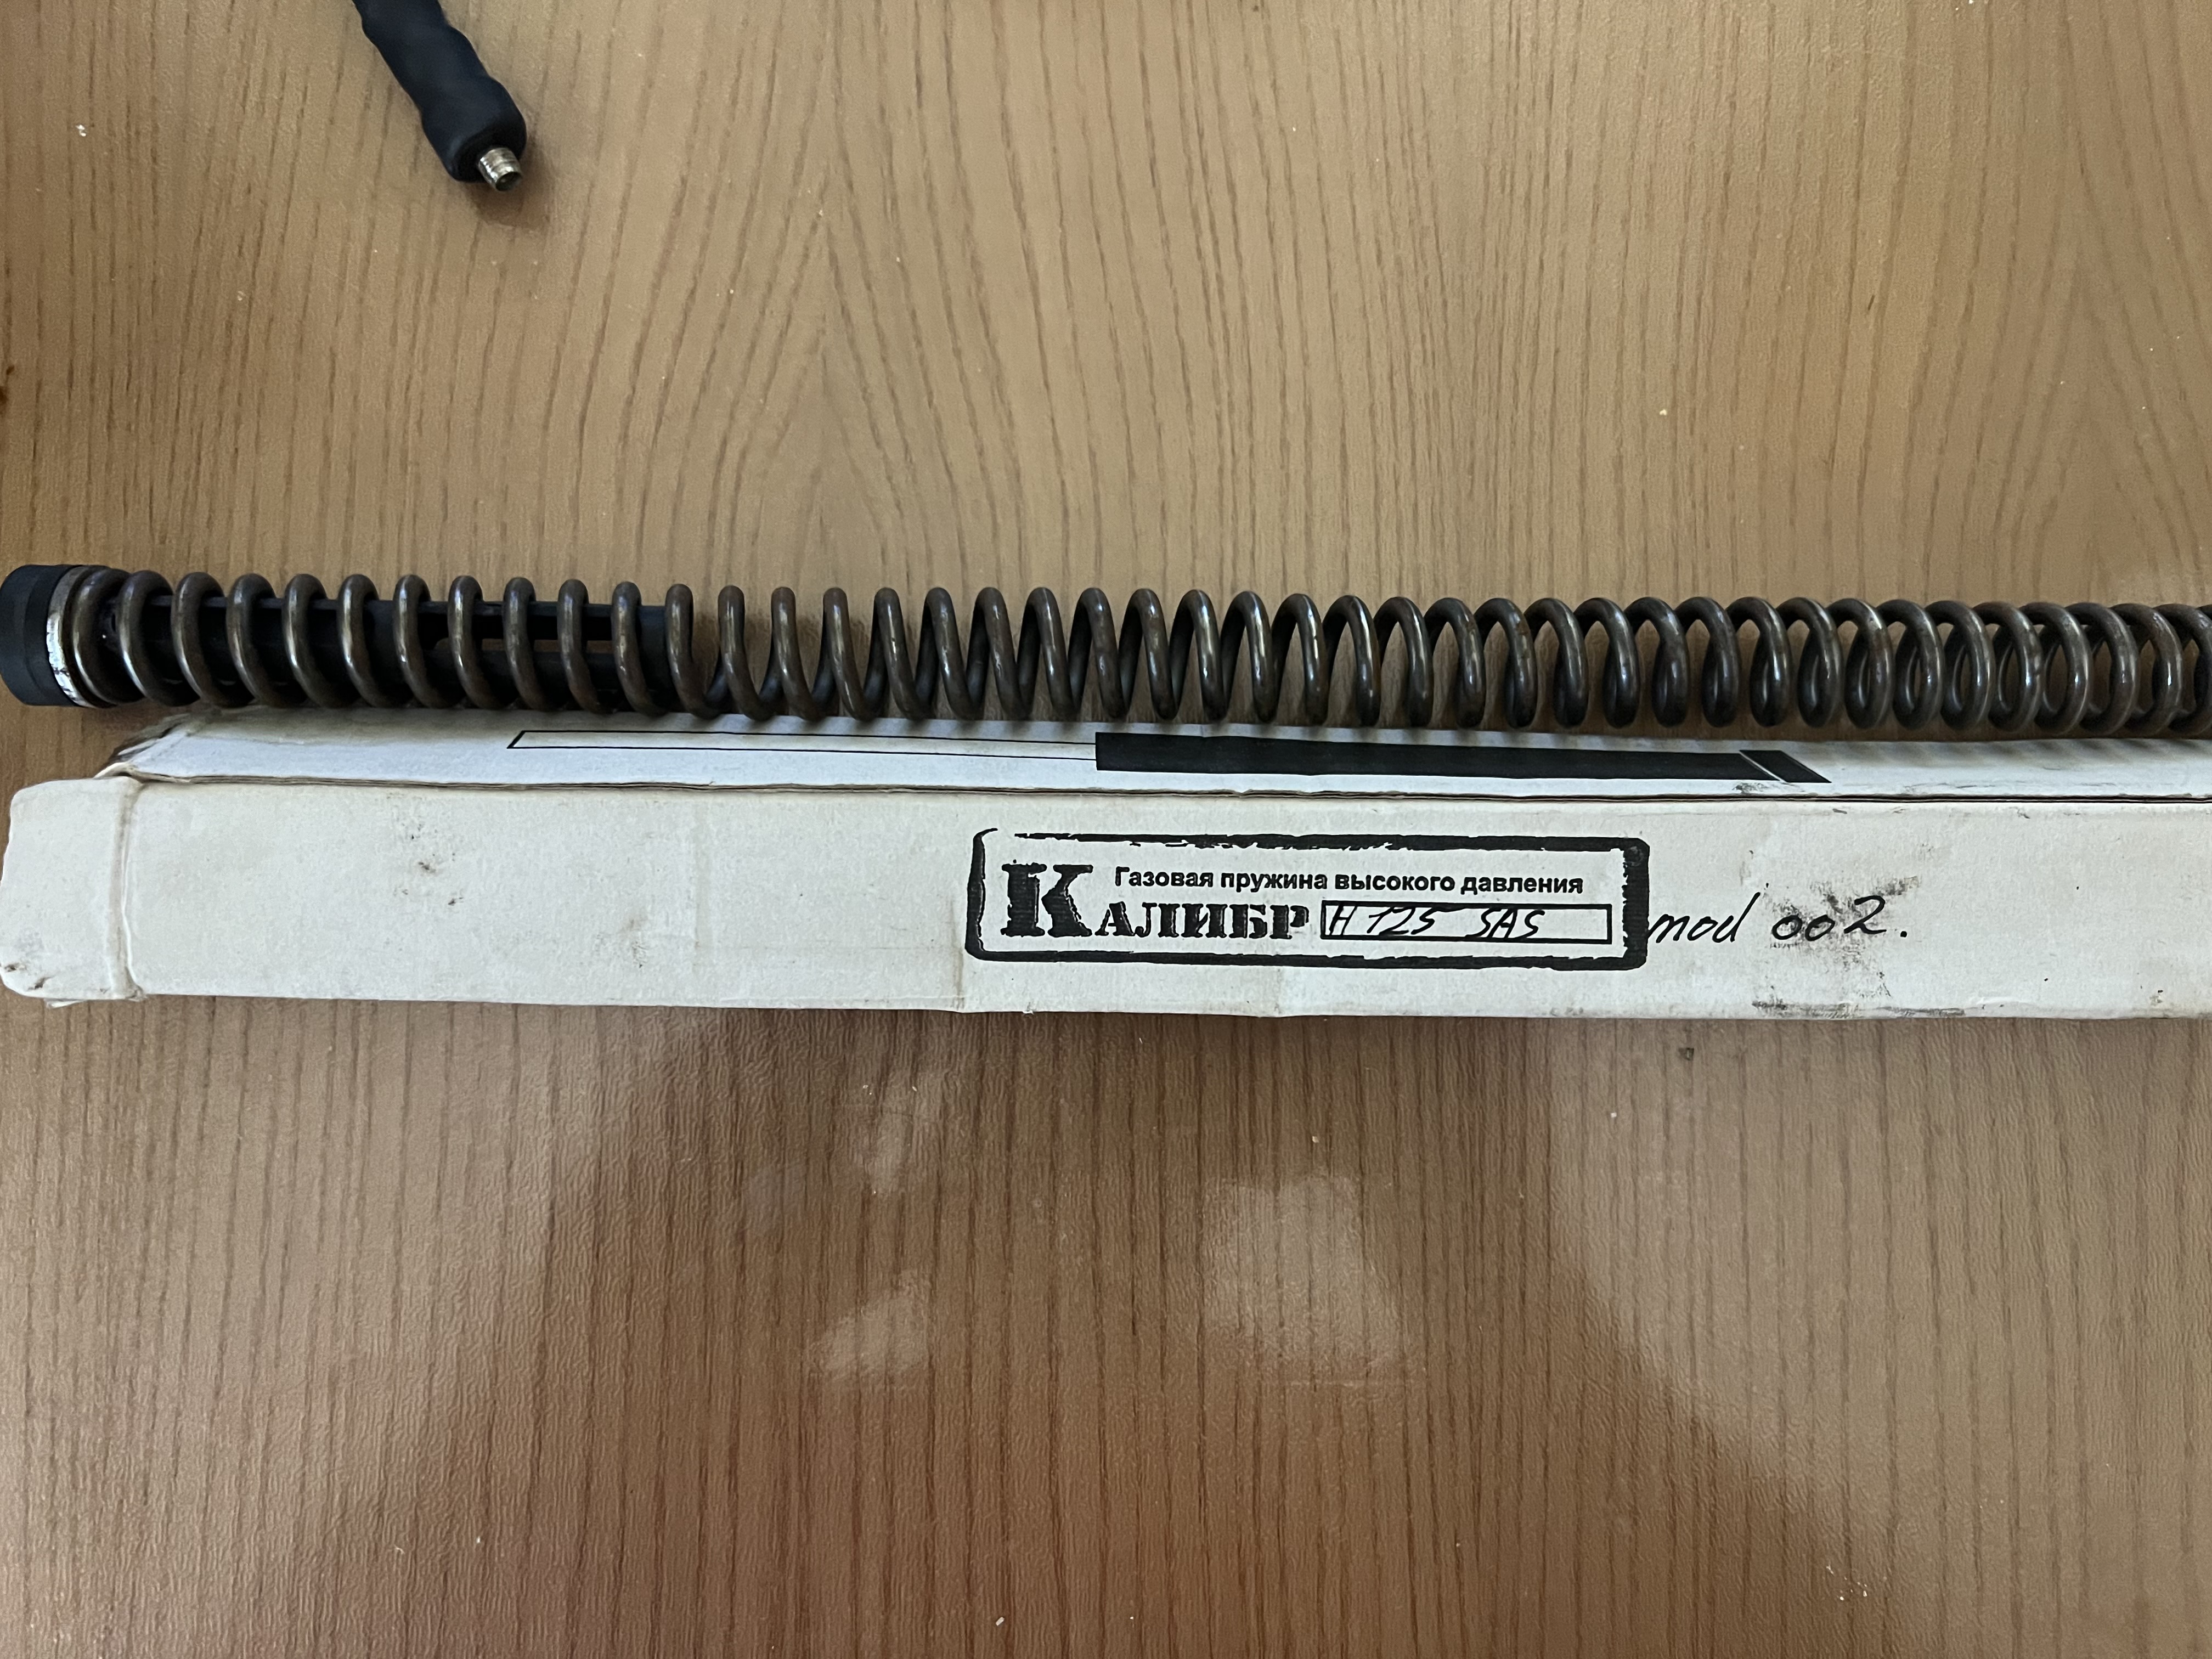 Газовая пружина высокого давления
КАЛИБР H 125 SAS mod 002.